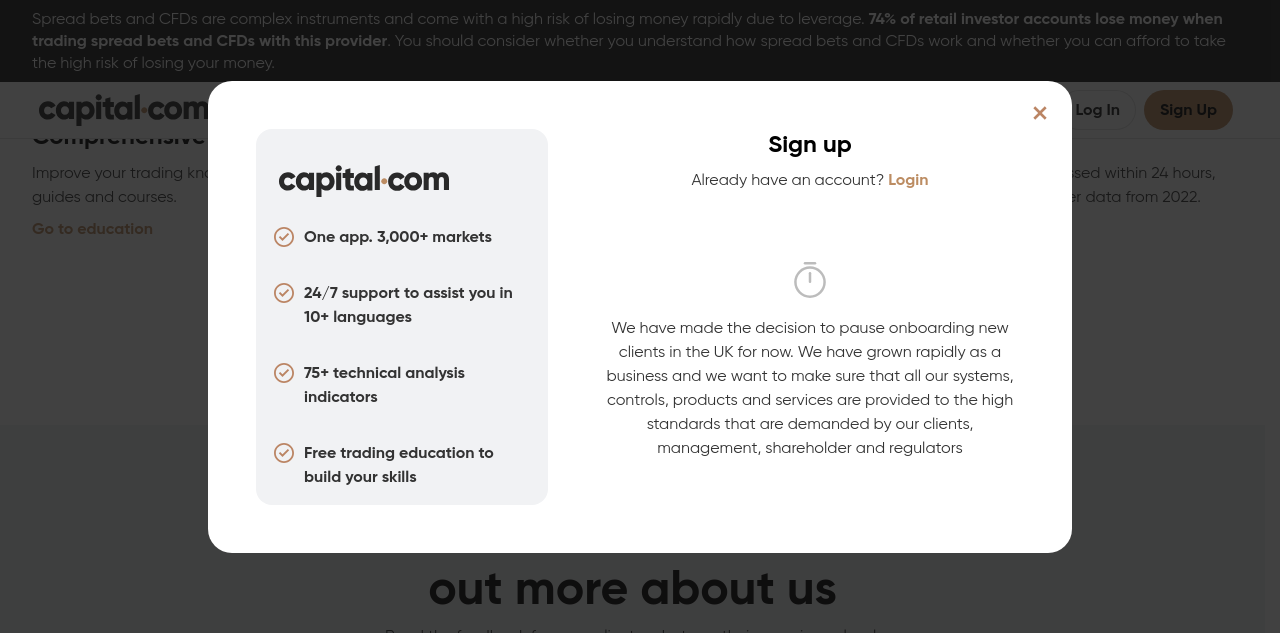 Spread bets and CFDs are complex instruments and come with a high risk of losing money rapidly due to leverage. 74% of retail investor accounts lose money when
trading spread bets and CFDs with this provider. You should consider whether you understand how spread bets and CFDs work and whether you can afford to take
the high risk of losing your money.
capital.com
Log In
Sign Up
Comprehensive
Improve your trading
guides and courses.
Go to education
within 24 hours,
data from 2022.
capital.com
One app. 3,000+ markets
24/7 support to assist you in
10+ languages
75+ technical analysis
indicators
Free trading education to
build your skills
Sign up
Already have an account? Login
We have made the decision to pause onboarding new
clients in the UK for now. We have grown rapidly as a
business and we want to make sure that all our systems,
controls, products and services are provided to the high
standards that are demanded by our clients,
management, shareholder and regulators
out more about us